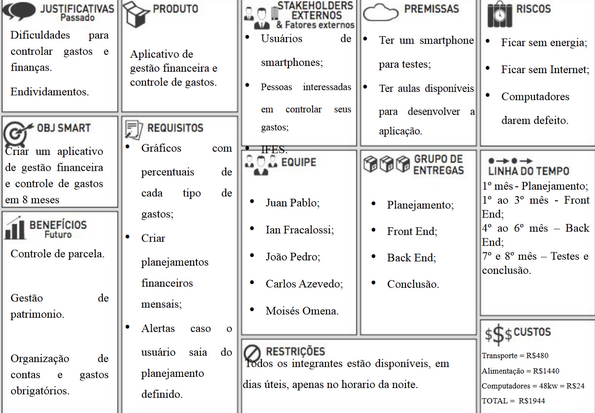 JUSTIFICATIVAS
Passado
Dificuldades para
controlar gastos e
finanças.
Endividamentos.
OBJ SMART
Criar um aplicativo
de gestão financeira
e controle de gastos
em 8 meses
BENEFÍCIOS
Futuro
Controle de parcela.
Gestão de
patrimonio.
Organização de
contas e gastos
obrigatórios.
PRODUTO
Aplicativo de
gestão financeira e
controle de gastos.
REQUISITOS
• Gráficos com
percentuais de
cada tipo de
gastos;
• Criar
planejamentos
financeiros
mensais;
• Alertas caso o
usuário saia do
planejamento
definido.
STAKEHOLDERS
EXTERNOS
& Fatores externos
• Usuários de
smartphones;
• Pessoas interessadas
em controlar seus
gastos;
• IFES.
EQUIPE
• Juan Pablo;
• Ian Fracalossi;
• João Pedro;
• Carlos Azevedo;
• Moisés Omena.
PREMISSAS
• Ter um smartphone
para testes;
• Ter aulas disponíveis
para desenvolver a
aplicação.
GRUPO DE
ENTREGAS
• Planejamento;
• Front End;
• Back End;
• Conclusão.
RESTRIÇÕES
Todos os integrantes estão disponíveis, em
dias úteis, apenas no horario da noite.
RISCOS
• Ficar sem energia;
• Ficar sem Internet;
• Computadores
darem defeito.
LINHA DO TEMPO
1º mês - Planejamento;
1º ao 3º mês - Front
End;
4º ao 6º mês – Back
End;
7º e 8º mês – Testes e
conclusão.
$$$ CUSTOS
Transporte = R$480
Alimentação = R$1440
Computadores = 48kw = R$24
TOTAL = R$1944